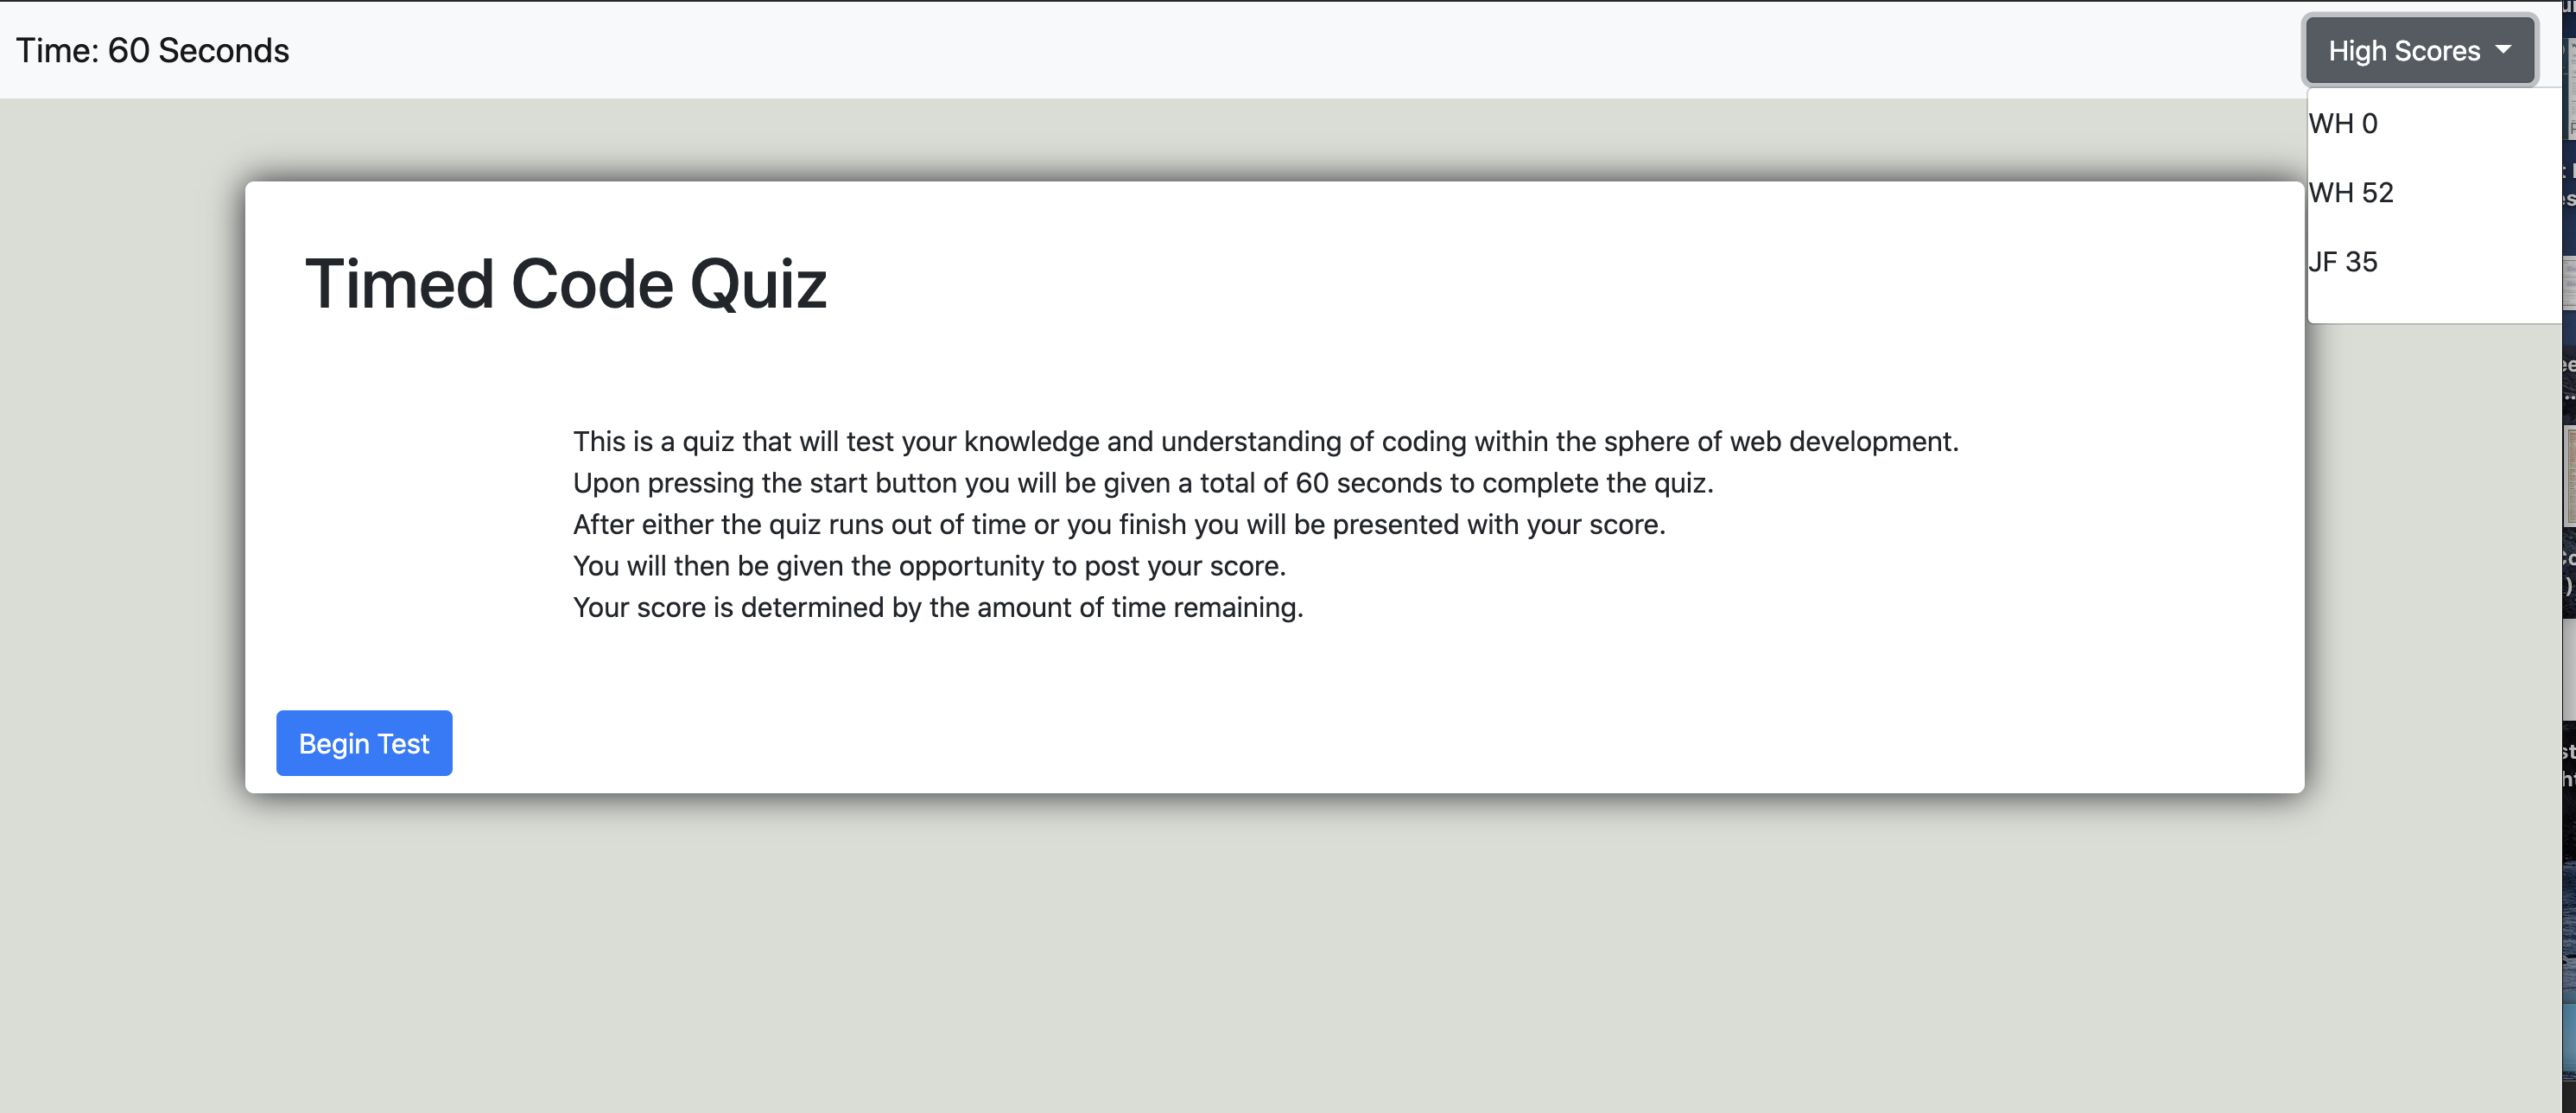 Time: 60 Seconds
High Scores
WH 0
WH 52
JF 35
Timed Code Quiz
This is a quiz that will test your knowledge and understanding of coding within the sphere of web development.
Upon pressing the start button you will be given a total of 60 seconds to complete the quiz.
After either the quiz runs out of time or you finish you will be presented with your score.
You will then be given the opportunity to post your score.
Your score is determined by the amount of time remaining.
Begin Test